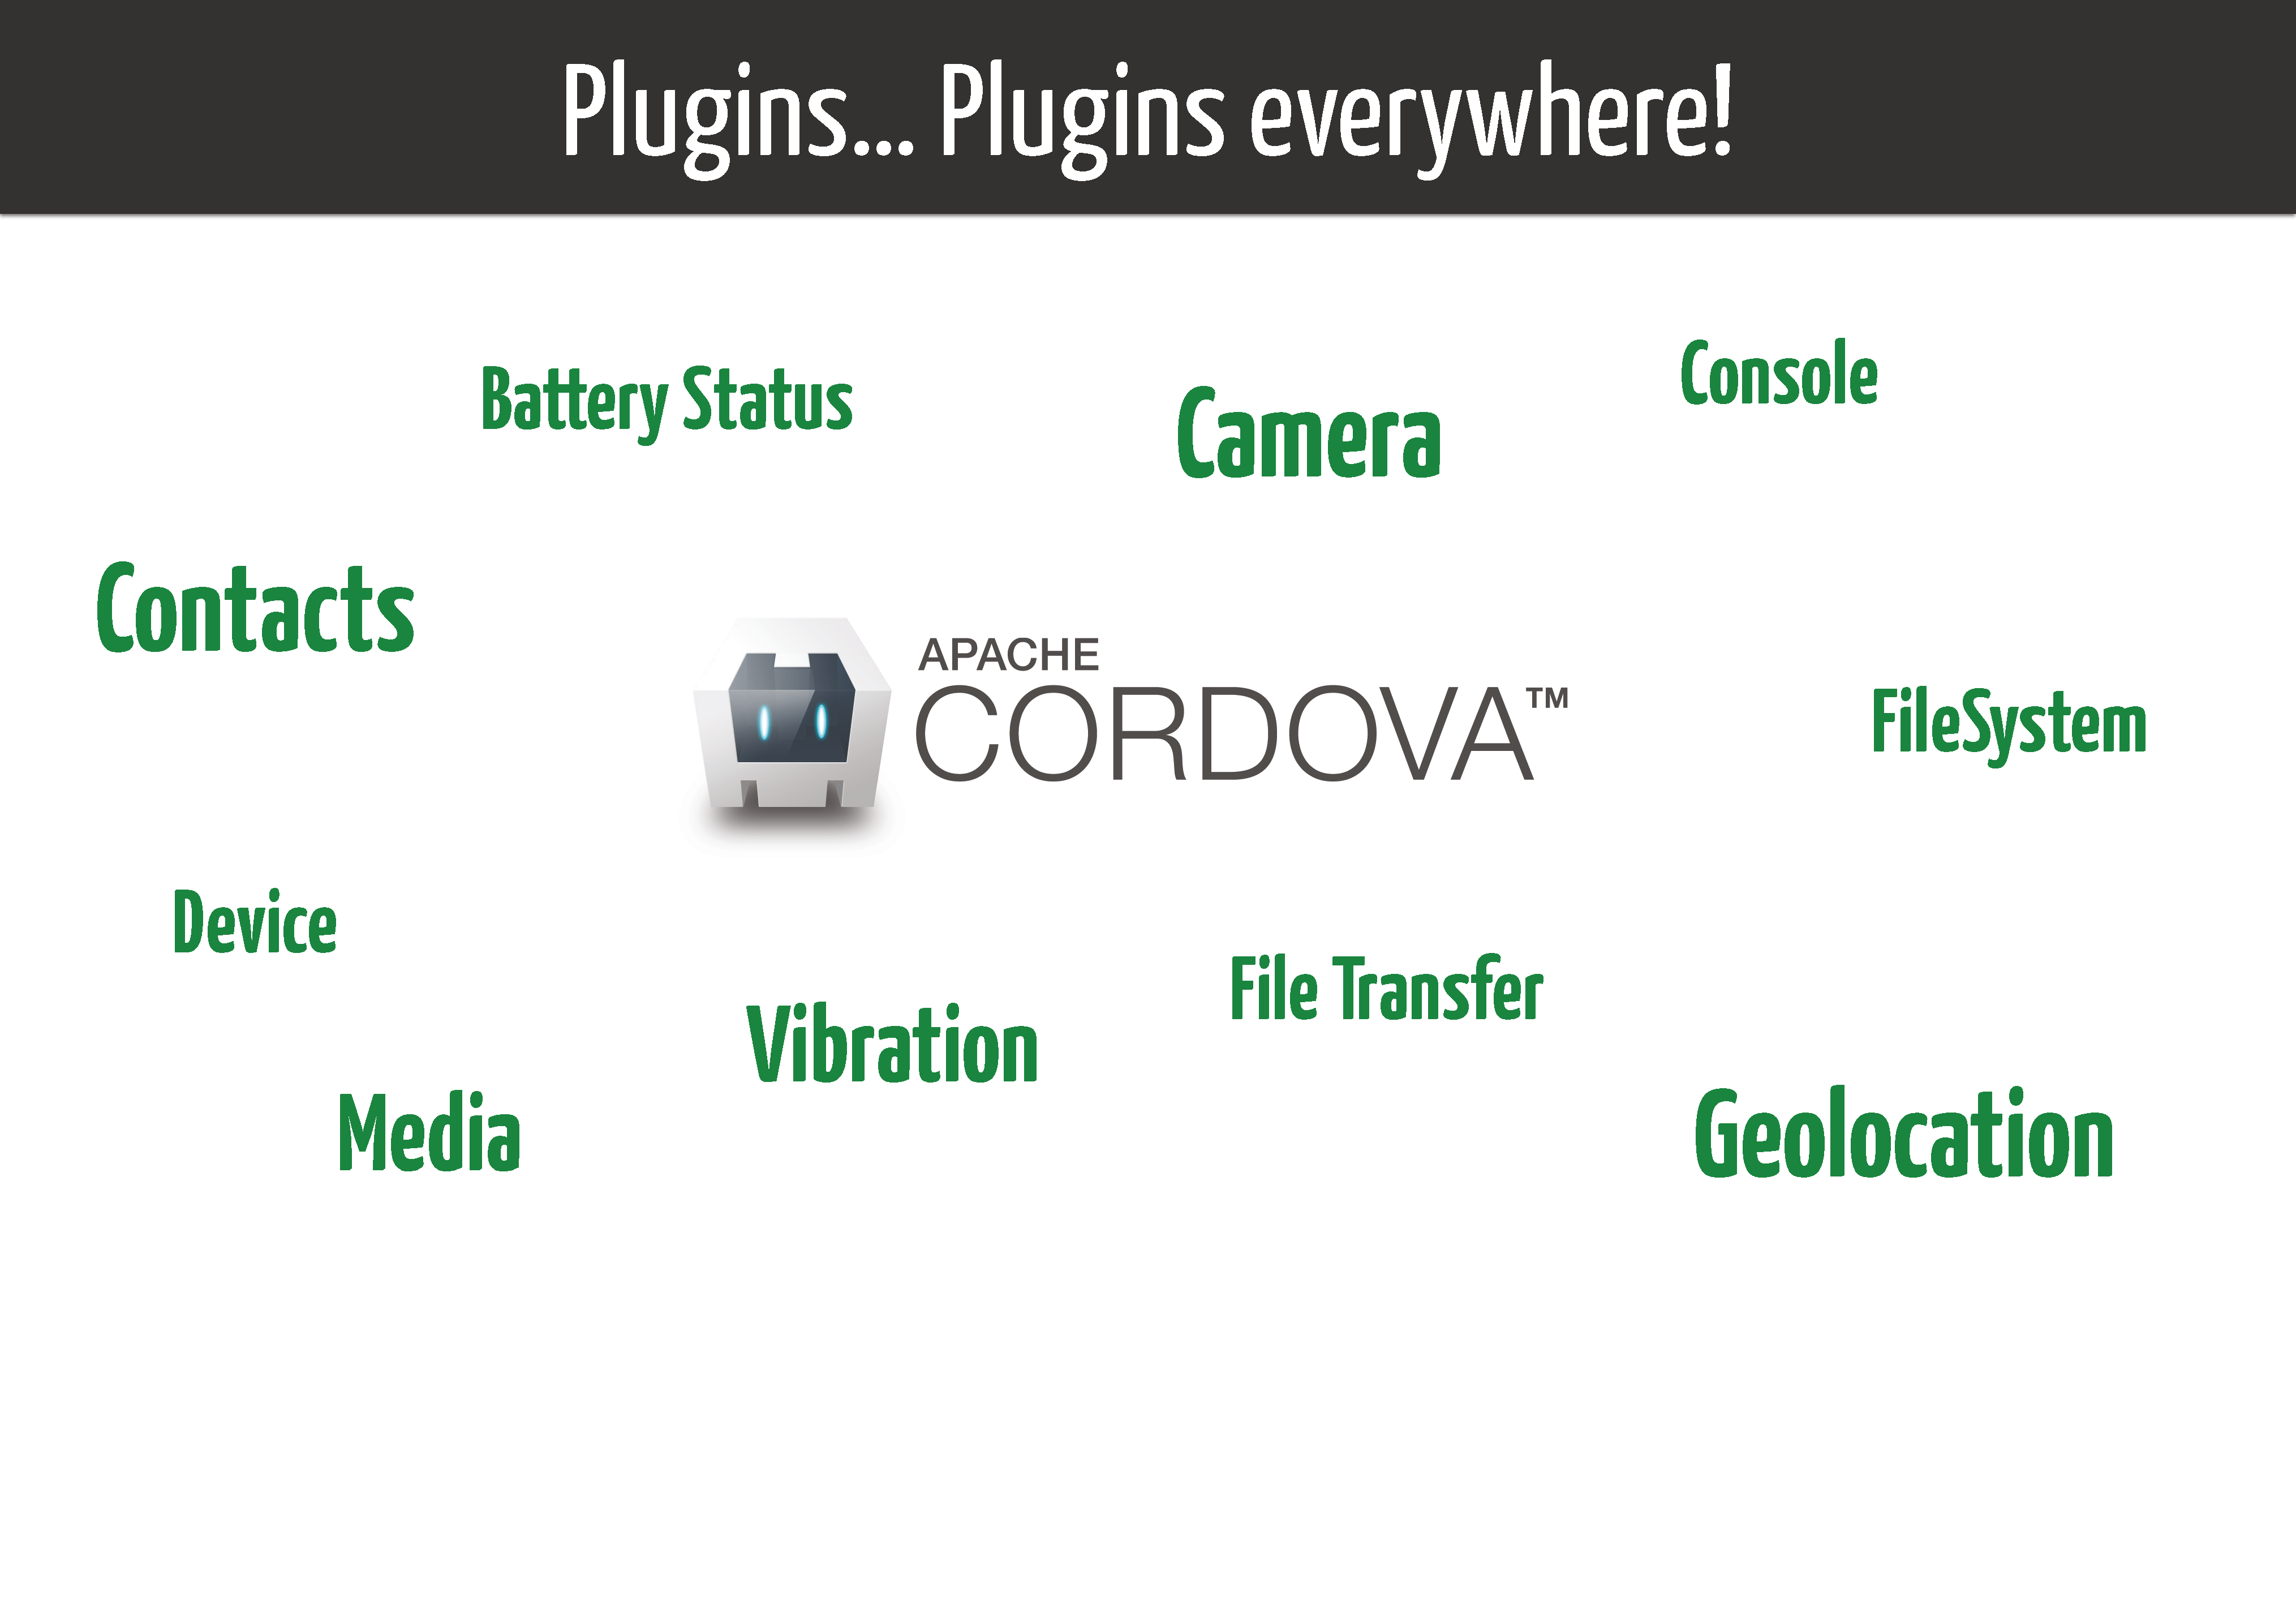 Plugins... Plugins everywhere!
Console
Battery Status
Camera
Contacts
APACHE
CORDOVA™
FileSystem
Device
File Transfer
Vibration
Media
Geolocation